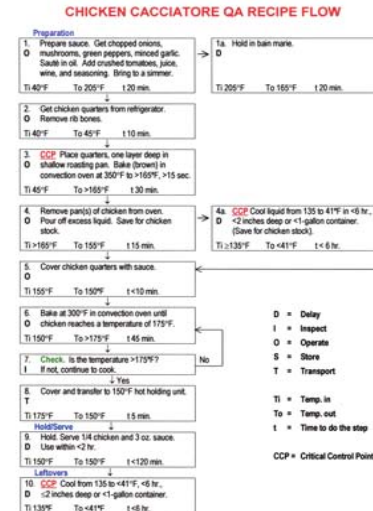 CHICKEN CACCIATORE QA RECIPE FLOW
Preparation
1. Prepare sauce. Get chopped onions,
O mushrooms, green peppers, minced garlic.
Sauté in oil. Add crushed tomatoes, juice,
wine, and seasoning. Bring to a simmer.
Ti 40°F To 205°F t 20 min.
1a. Hold in bain marie.
D
Ti 205°F To 165°F t 20 min.
2. Get chicken quarters from refrigerator.
O Remove rib bones.
Ti 40°F To 45°F t 10 min.
3. CCP Place quarters, one layer deep in
O shallow roasting pan. Bake (brown) in
convection oven at 350°F to >165°F, >15 sec.
Ti 45°F To >165°F t 30 min.
4. Remove pan(s) of chicken from oven.
O Pour off excess liquid. Save for chicken
stock.
Ti >165°F To 155°F t 15 min.
4a. CCP Cool liquid from 135 to 41°F in <6 hr.,
D <2 inches deep or <1-gallon container.
(Save for chicken stock).
Ti ≥135°F To <41°F t < 6 hr.
5. Cover chicken quarters with sauce.
O
Ti 155°F To 150°F t <10 min.
6. Bake at 300°F in convection oven until
O chicken reaches a temperature of 175°F.
Ti 150°F To >175°F t 45 min.
7. Check. Is the temperature >175°F?
I If not, continue to cook.
No
Yes
8. Cover and transfer to 150°F hot holding unit.
T
Ti 175°F To 150°F t 5 min.
Hold/Serve
9. Hold. Serve 1/4 chicken and 3 oz. sauce.
D Use within <2 hr.
Ti 150°F To 150°F t <120 min.
Leftovers
10. CCP Cool from 135 to <41°F, <6 hr.,
D ≤2 inches deep or <1-gallon container.
Ti 135°F To <41°F t <6 hr.
D = Delay
I = Inspect
O = Operate
S = Store
T = Transport
Ti = Temp. in
To = Temp. out
t = Time to do the step
CCP = Critical Control Point